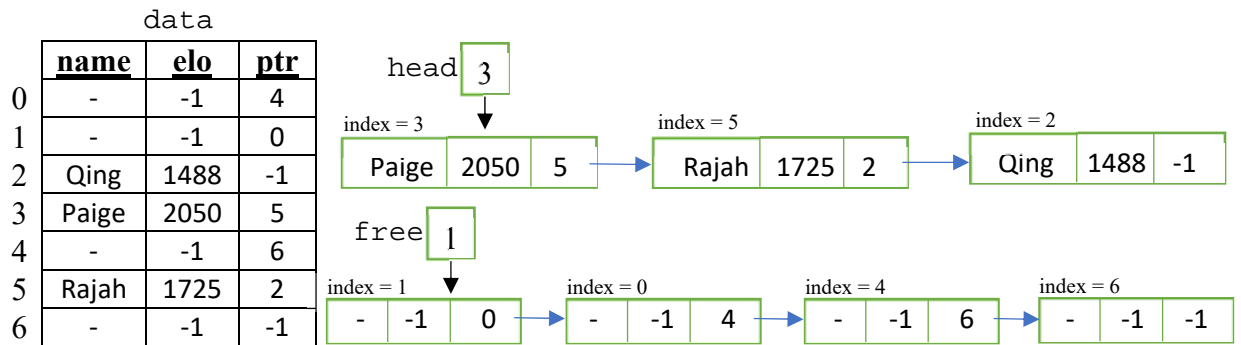 data
name elo ptr
0 - -1 4
1 - -1 0
2 Qing 1488 -1
3 Paige 2050 5
4 - -1 6
5 Rajah 1725 2
6 - -1 -1
head 3
index = 3 index = 5 index = 2
Paige 2050 5 Rajah 1725 2 Qing 1488 -1
free 1
index = 1 index = 0 index = 4 index = 6
- -1 0 - -1 4 - -1 6 - -1 -1